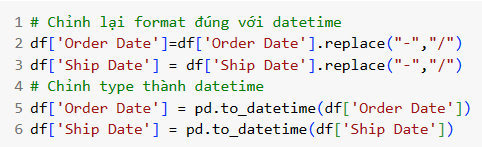 1 # Chỉnh lại format đúng với datetime
2 df['Order Date']=df['Order Date'].replace("-","/")
3 df['Ship Date'] = df['Ship Date'].replace("-","/")
4 # Chỉnh type thành datetime
5 df['Order Date'] = pd.to_datetime(df['Order Date'])
6 df['Ship Date'] = pd.to_datetime(df['Ship Date'])